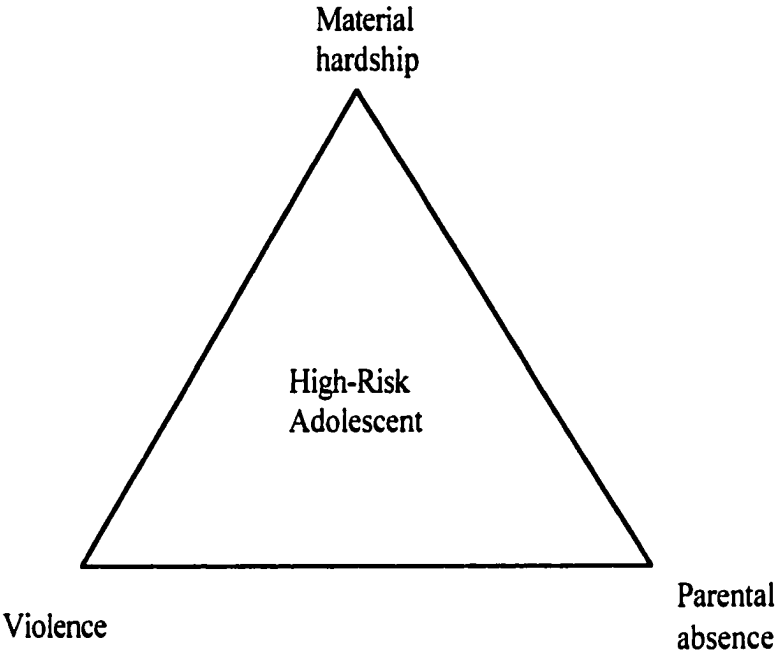 Material
hardship
High-Risk
Adolescent
Violence
Parental
absence